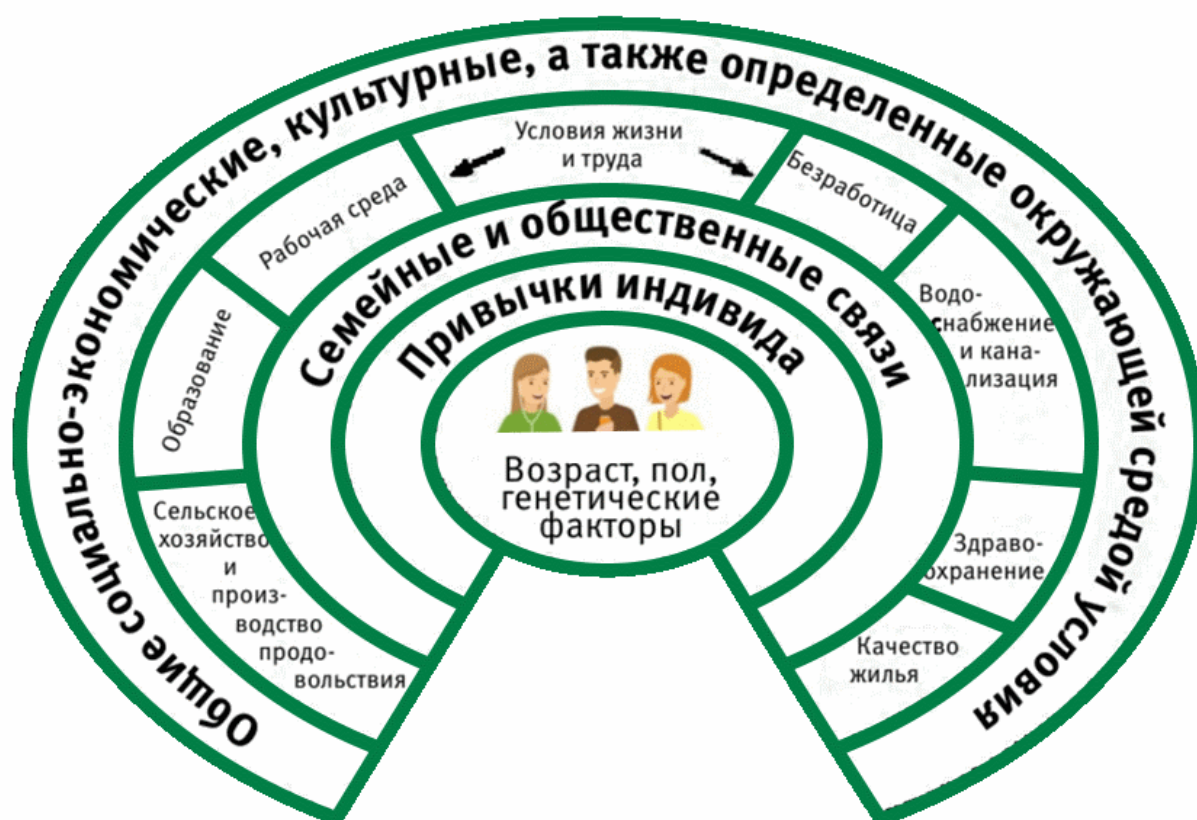 Общие социально-экономические, культурные, а также определенные окружающей средой условия
Сельское
хозяйство
и
произ-
водство
продо-
вольствия
Образование
Рабочая среда
Условия жизни
и труда
Безработица
Водо-
снабжение
и кана-
лизация
Здраво-
охранение
Качество
жилья
Семейные и общественные связи
Привычки индивида
Возраст, пол,
генетические
факторы